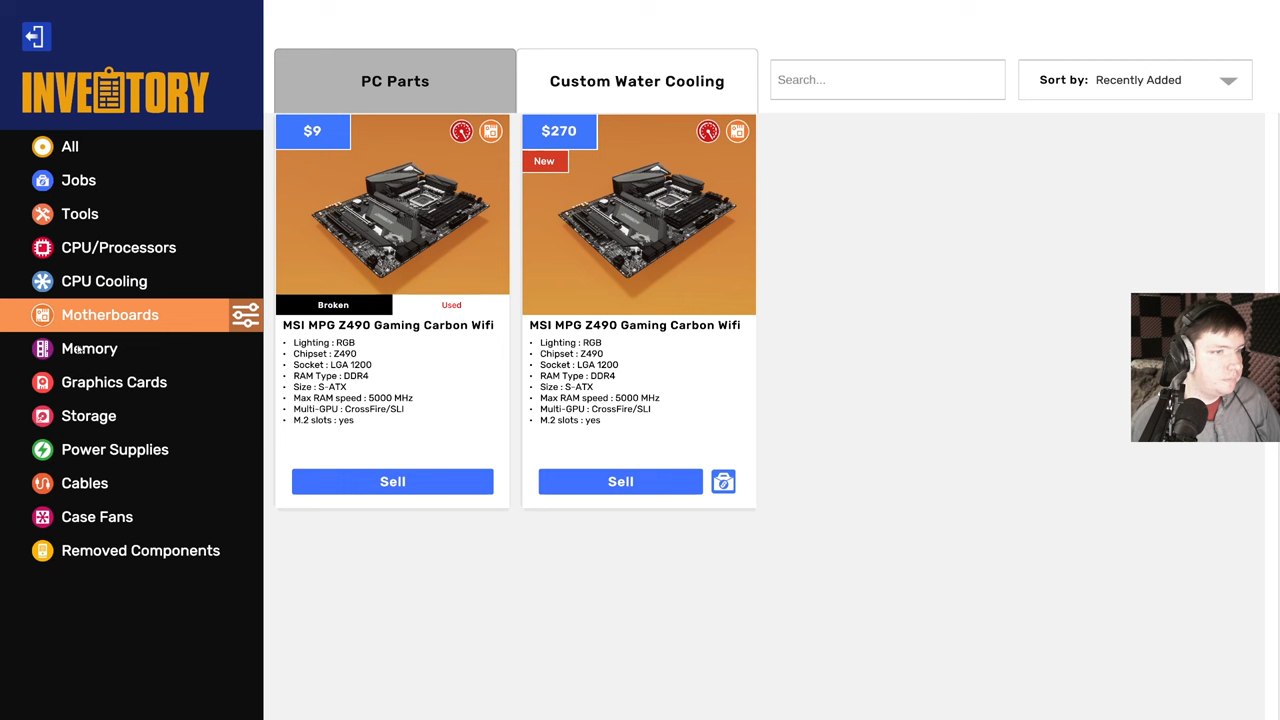 INVENTORY
All
Jobs
Tools
CPU/Processors
CPU Cooling
Motherboards
Memory
Graphics Cards
Storage
Power Supplies
Cables
Case Fans
Removed Components
PC Parts
Custom Water Cooling
Search...
Sort by: Recently Added
$9
Broken
Used
MSI MPG Z490 Gaming Carbon Wifi
• Lighting : RGB
• Chipset : Z490
• Socket : LGA 1200
• RAM Type : DDR4
• Size : S-ATX
• Max RAM speed : 5000 MHz
• Multi-GPU : CrossFire/SLI
• M.2 slots : yes
Sell
$270
New
MSI MPG Z490 Gaming Carbon Wifi
• Lighting : RGB
• Chipset : Z490
• Socket : LGA 1200
• RAM Type : DDR4
• Size : S-ATX
• Max RAM speed : 5000 MHz
• Multi-GPU : CrossFire/SLI
• M.2 slots : yes
Sell